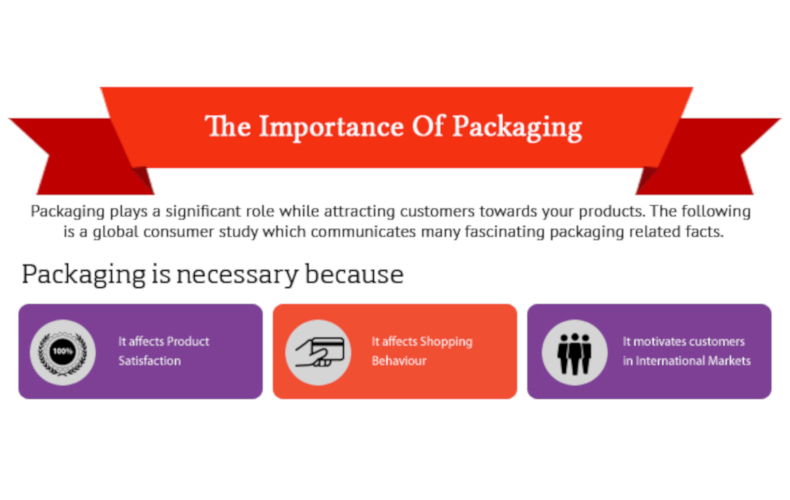 The Importance Of Packaging
Packaging plays a significant role while attracting customers towards your products. The following
is a global consumer study which communicates many fascinating packaging related facts.
Packaging is necessary because
100%
It affects Product
Satisfaction
It affects Shopping
Behaviour
It motivates customers
in International Markets